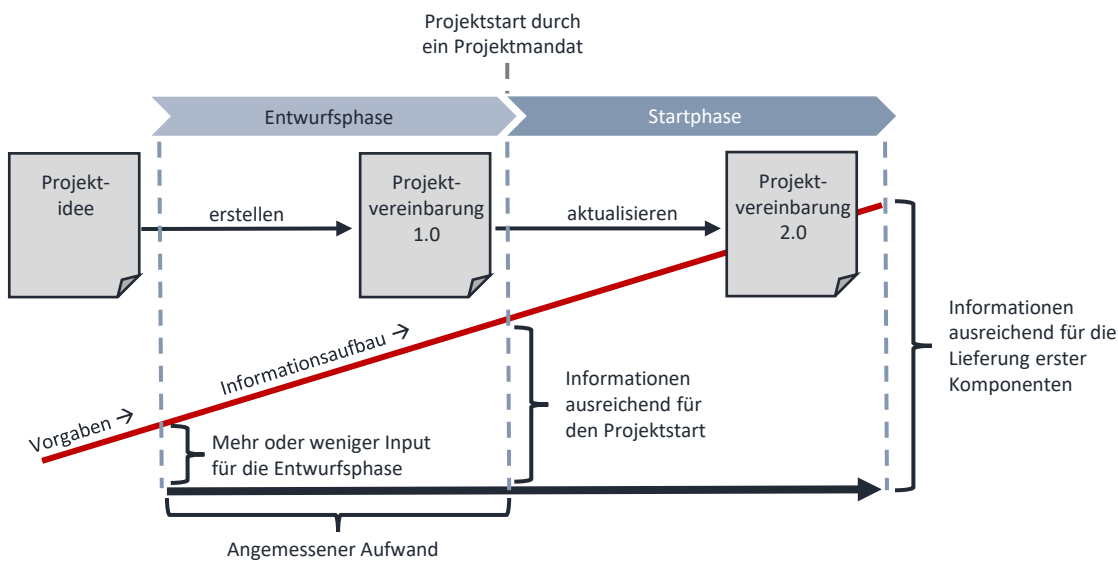 Projektstart durch
ein Projektmandat
Entwurfsphase
Startphase
Projekt-
idee
erstellen
Projekt-
vereinbarung
1.0
aktualisieren
Projekt-
vereinbarung
2.0
Vorgaben →
Informationsaufbau →
Mehr oder weniger Input
für die Entwurfsphase
Informationen
ausreichend für
den Projektstart
Informationen
ausreichend für die
Lieferung erster
Komponenten
Angemessener Aufwand